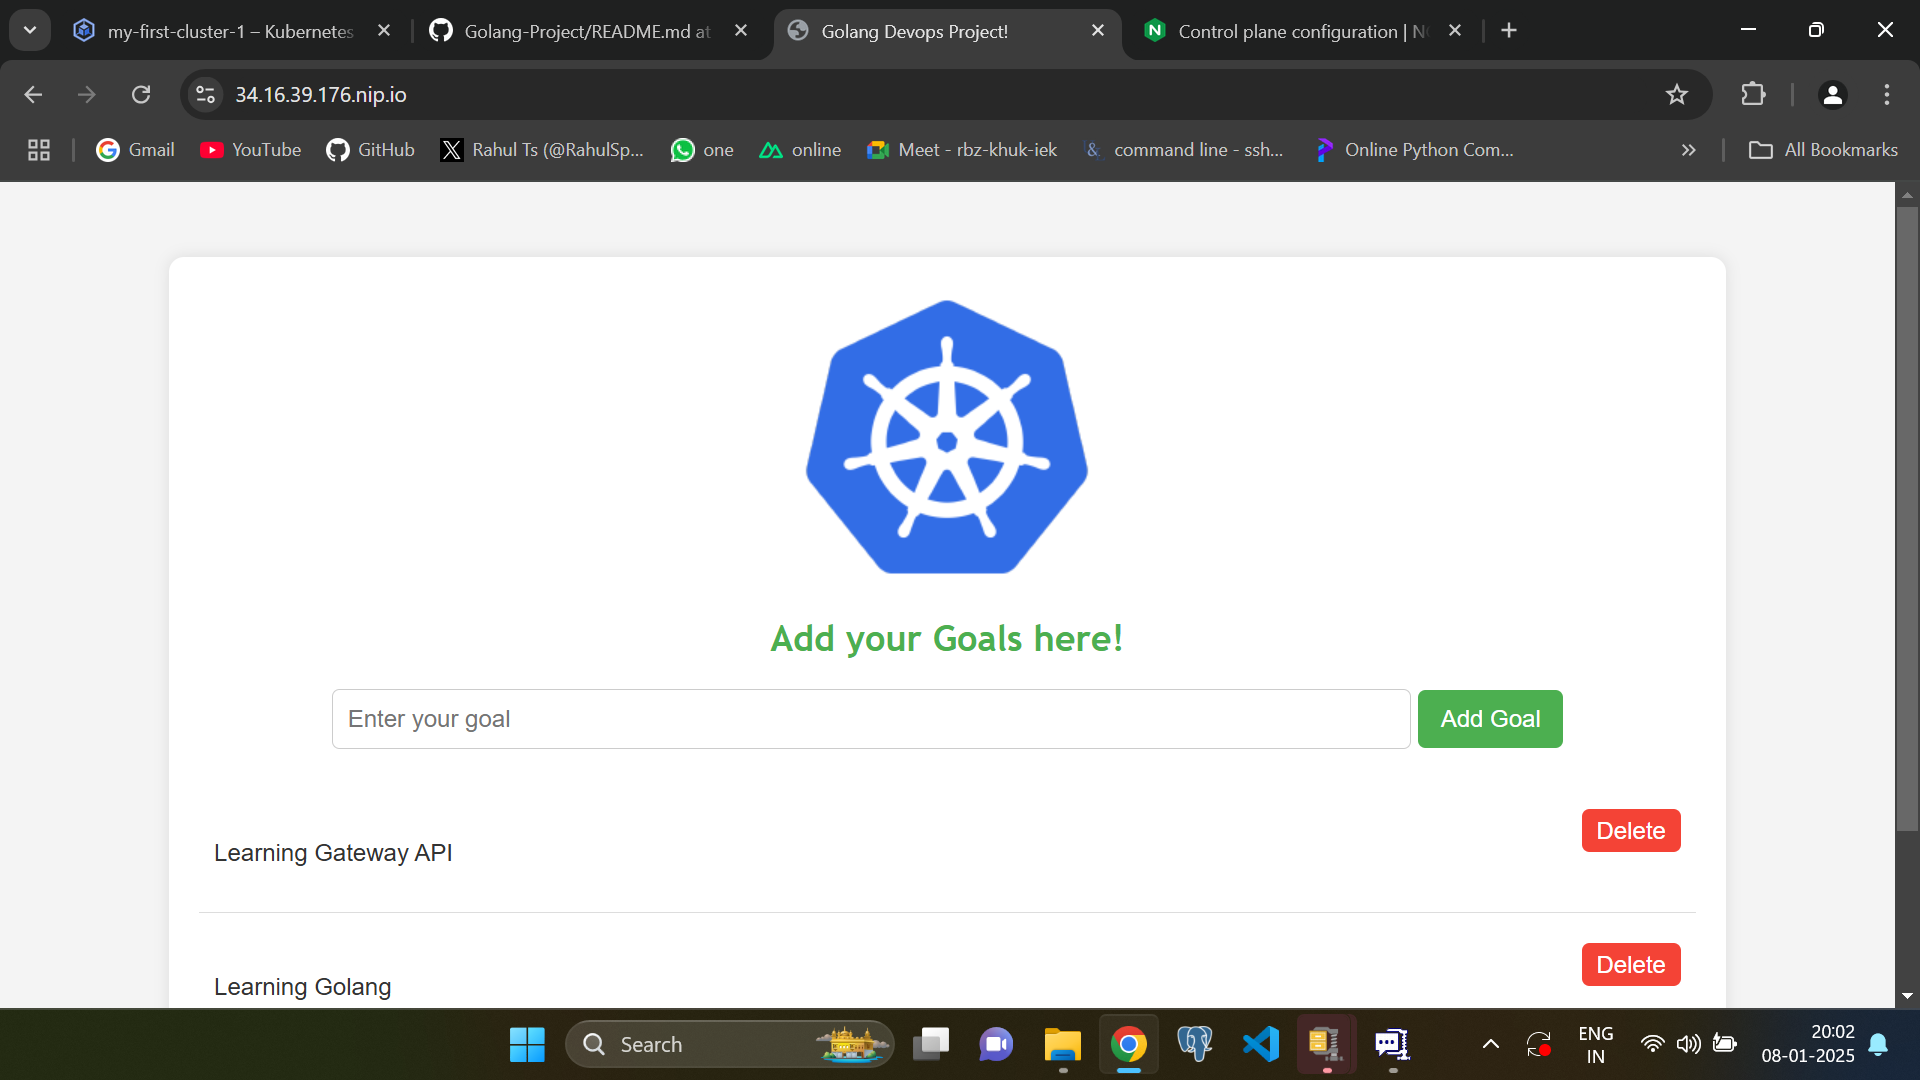 my-first-cluster-1 – Kubernetes
Golang-Project/README.md at
Golang Devops Project!
Control plane configuration | N
34.16.39.176.nip.io
Gmail
YouTube
GitHub
Rahul Ts (@RahulSp...
one
online
Meet - rbz-khuk-iek
command line - ssh...
Online Python Com...
All Bookmarks
Add your Goals here!
Enter your goal
Add Goal
Learning Gateway API
Delete
Learning Golang
Delete
Search
ENG
IN
20:02
08-01-2025